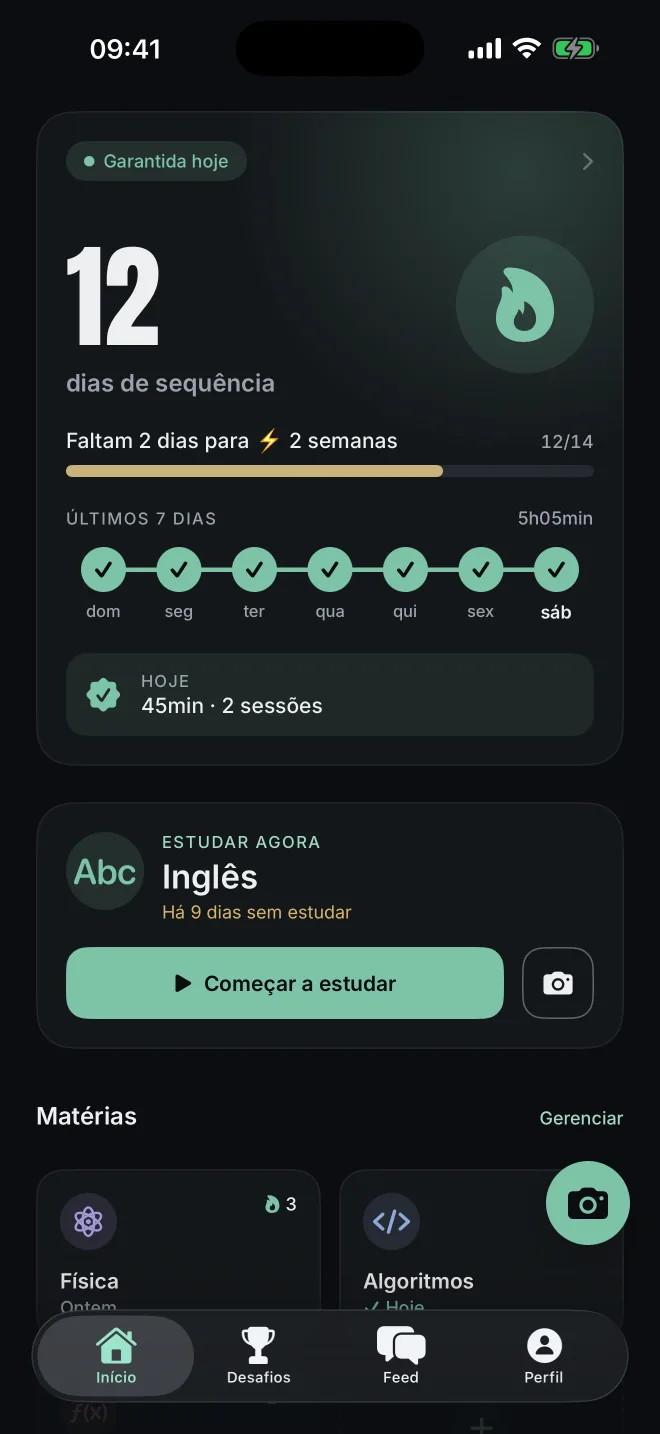 09:41
Garantida hoje
12
dias de sequência
Faltam 2 dias para ⚡ 2 semanas
12/14
ÚLTIMOS 7 DIAS
5h05min
dom seg ter qua qui sex sáb
HOJE
45min · 2 sessões
Abc
ESTUDAR AGORA
Inglês
Há 9 dias sem estudar
Começar a estudar
Matérias
Gerenciar
3
</>
Física
Algoritmos
Ontem
✓ Hoje
Início
Desafios
Feed
Perfil
f(x)
+